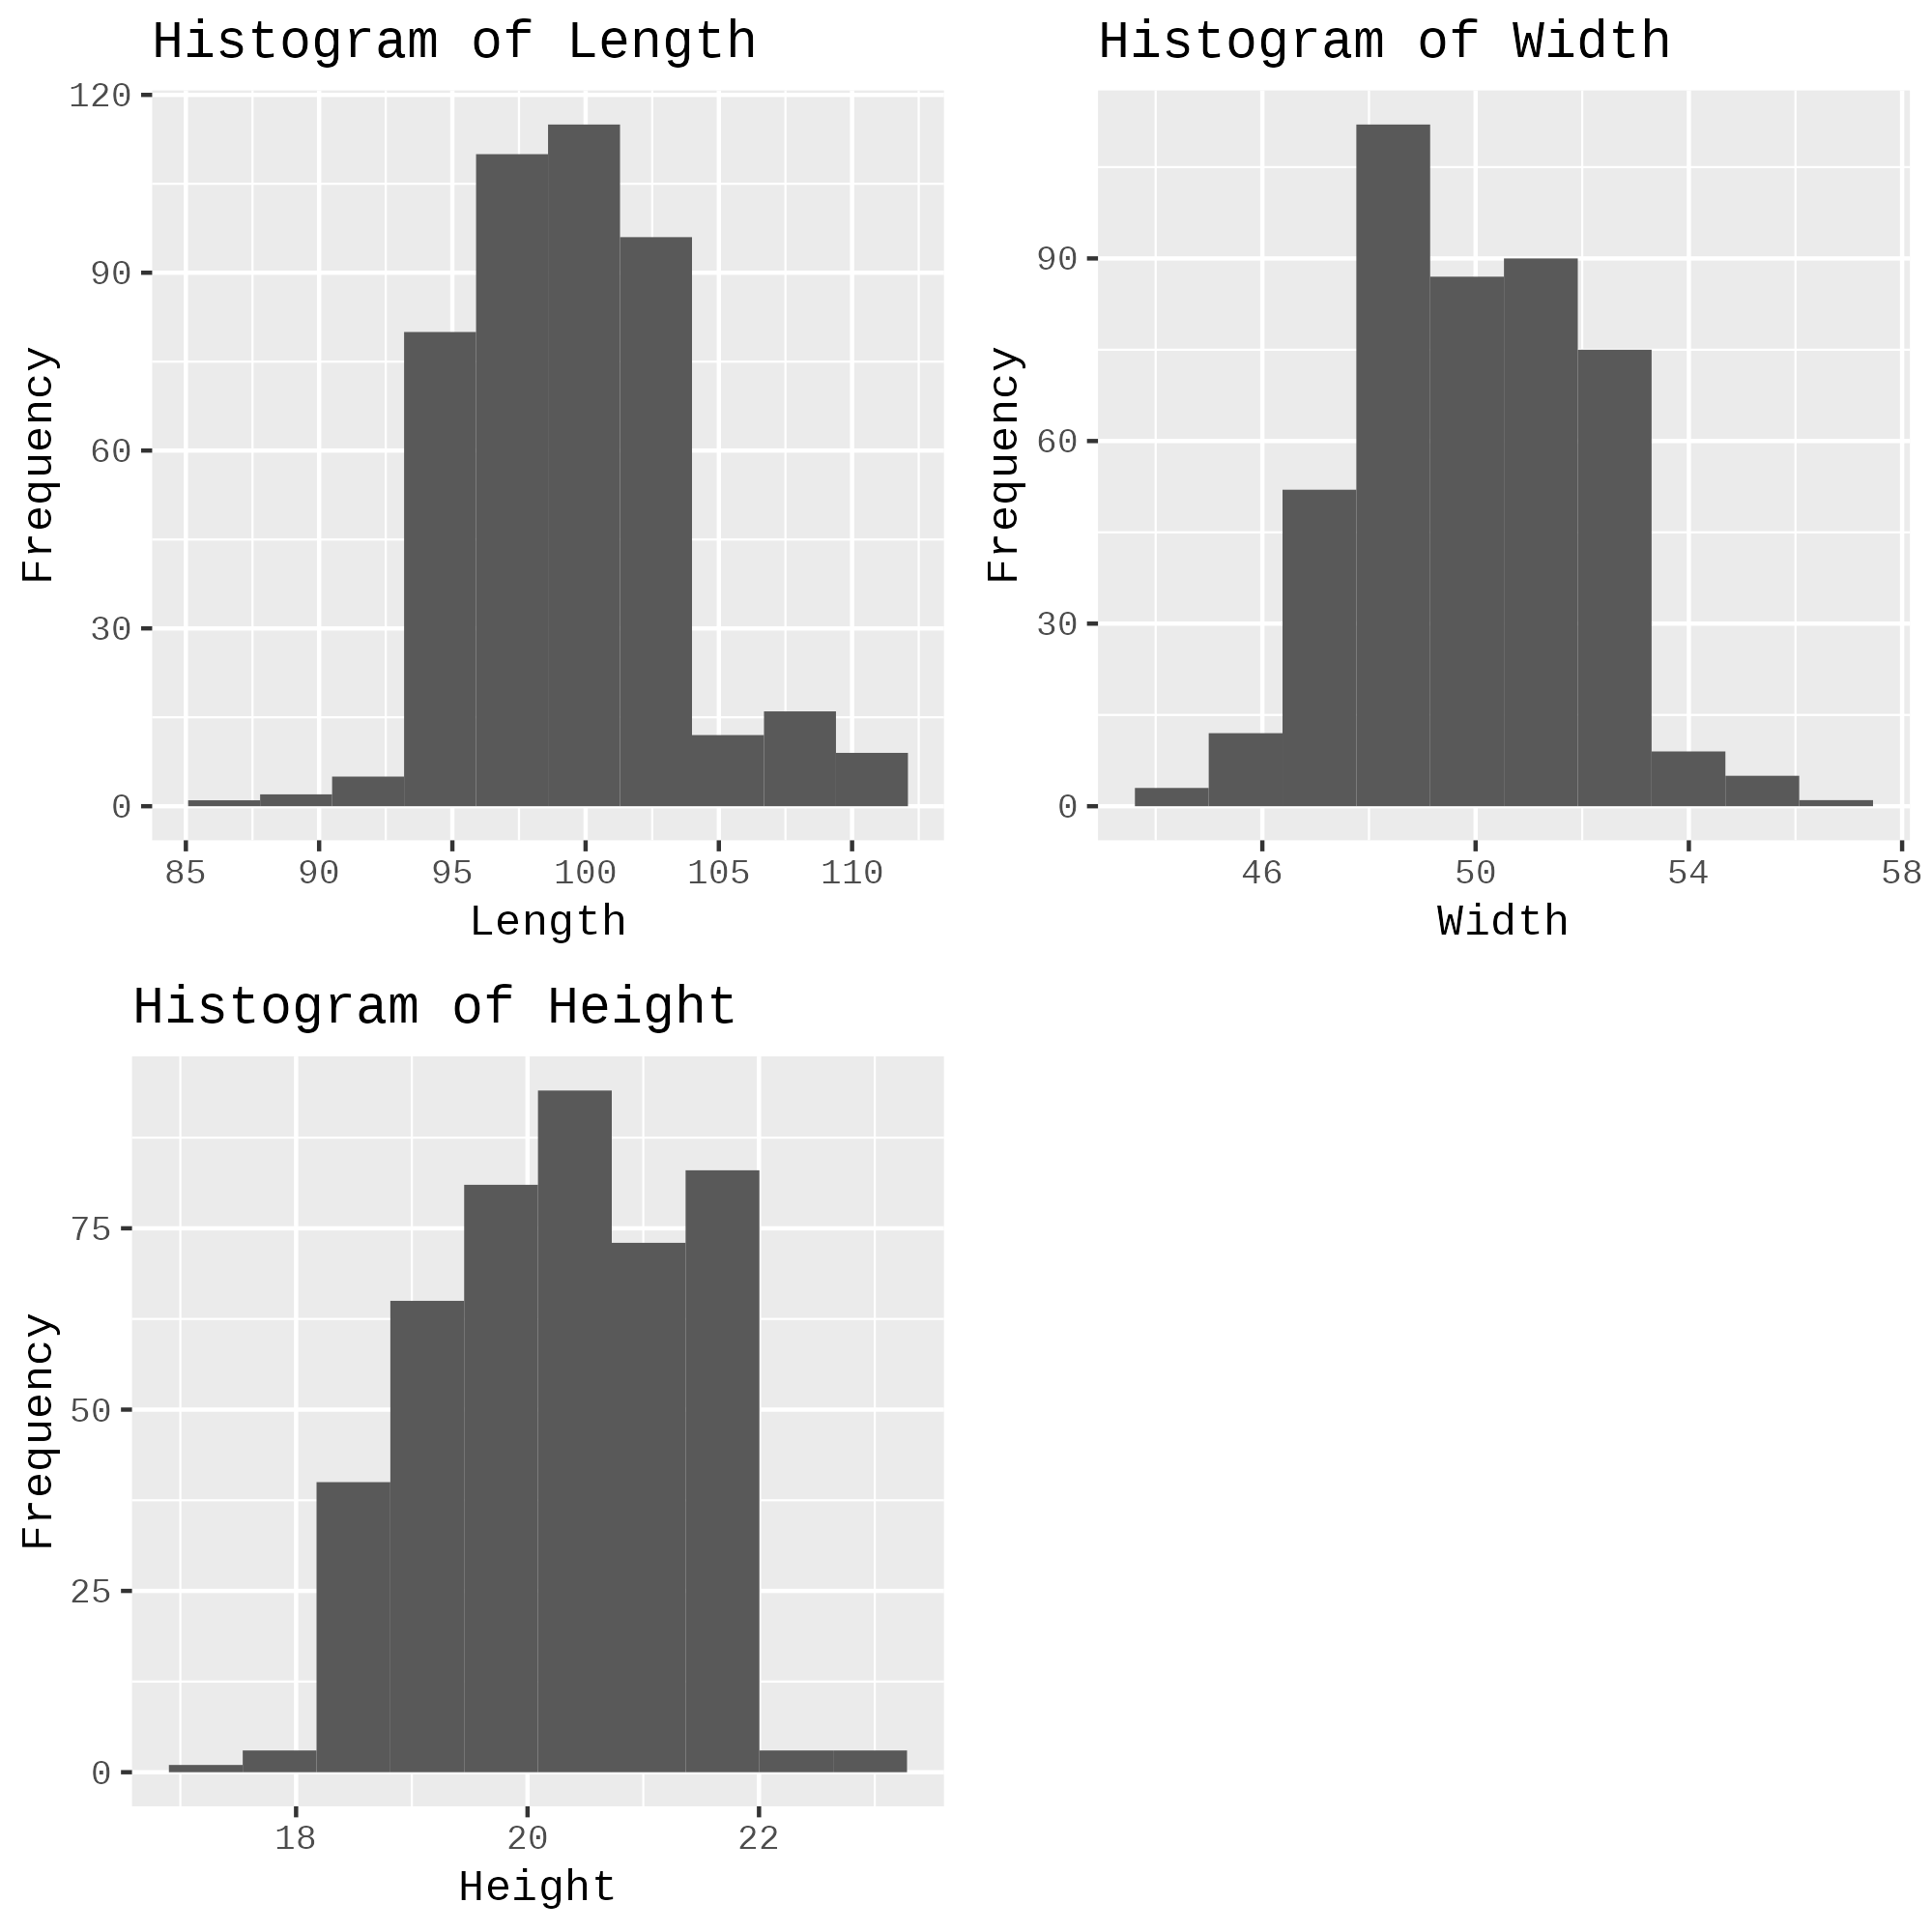 Histogram of Length
120
90
60
30
0
Frequency
85 90 95 100 105 110
Length
Histogram of Width
90
60
30
0
Frequency
46 50 54 58
Width
Histogram of Height
75
50
25
0
Frequency
18 20 22
Height